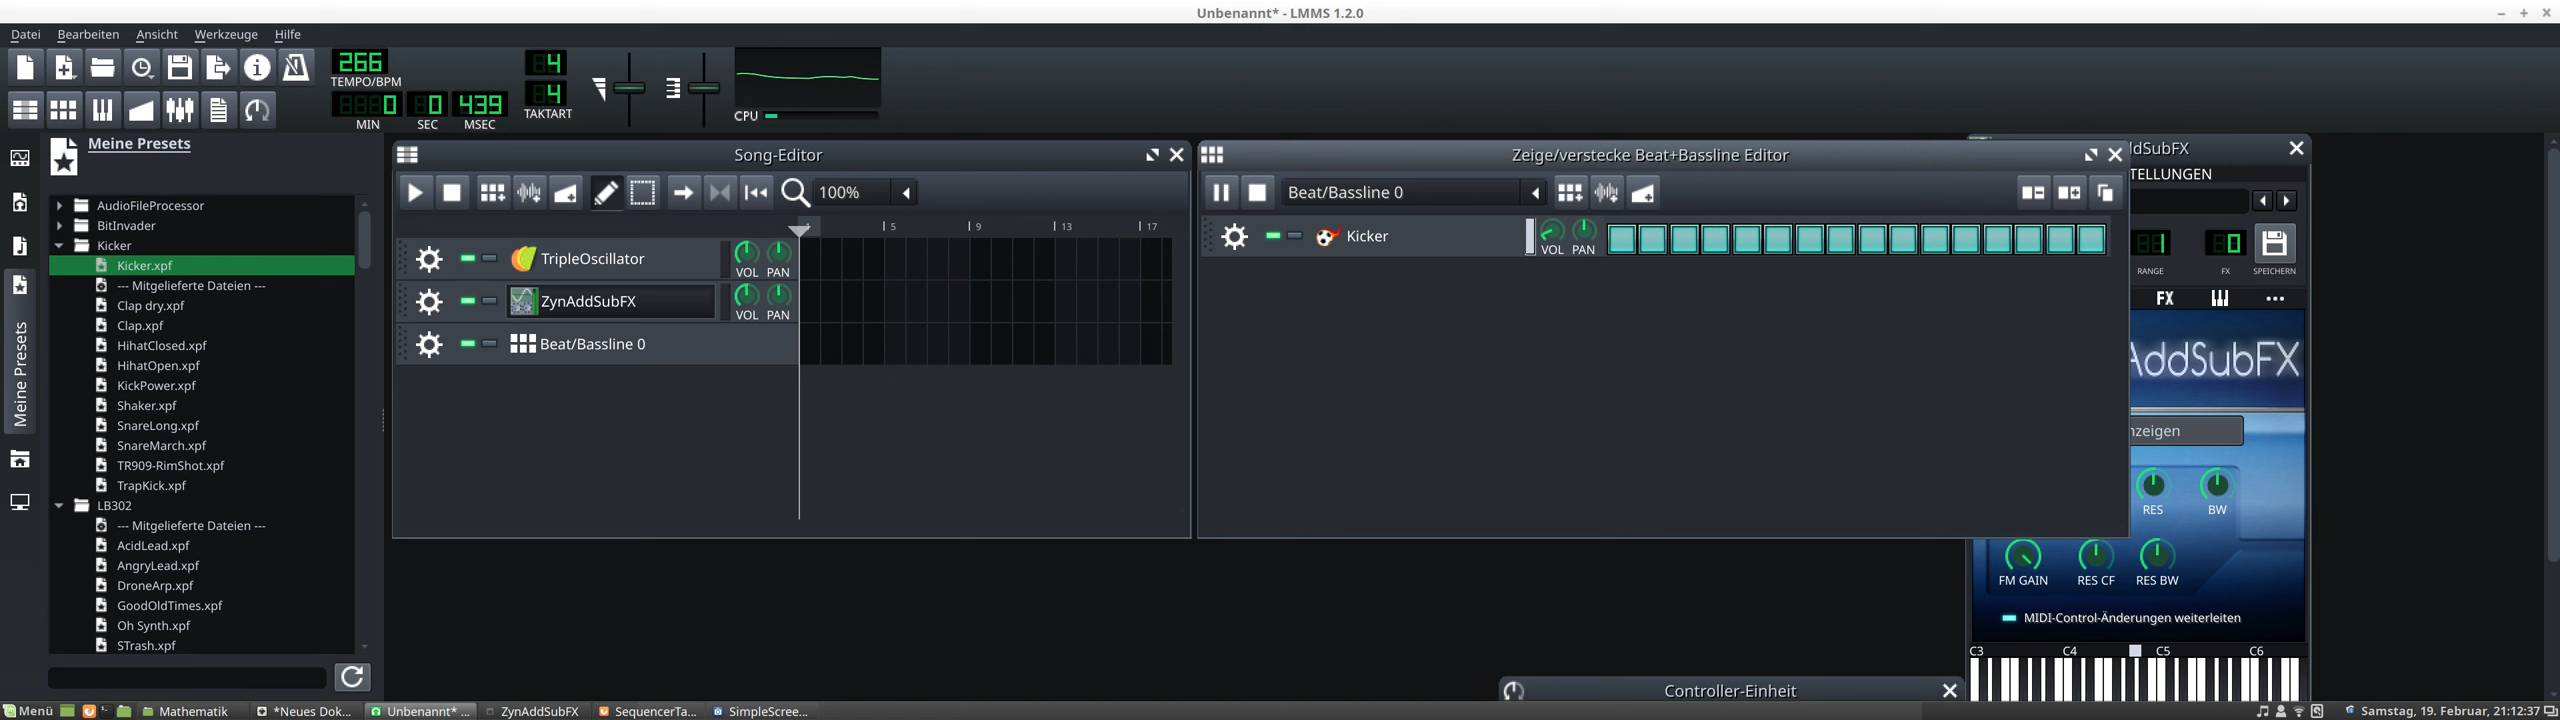 Unbenannt* - LMMS 1.2.0
Datei Bearbeiten Ansicht Werkzeuge Hilfe
266
TEMPO/BPM
0 0 439
MIN SEC MSEC
4
4
TAKTART
CPU
Meine Presets
Meine Presets
AudioFileProcessor
BitInvader
Kicker
Kicker.xpf
--- Mitgelieferte Dateien ---
Clap dry.xpf
Clap.xpf
HihatClosed.xpf
HihatOpen.xpf
KickPower.xpf
Shaker.xpf
SnareLong.xpf
SnareMarch.xpf
TR909-RimShot.xpf
TrapKick.xpf
LB302
--- Mitgelieferte Dateien ---
AcidLead.xpf
AngryLead.xpf
DroneArp.xpf
GoodOldTimes.xpf
Oh Synth.xpf
STrash.xpf
Song-Editor
100%
5 9 13 17
TripleOscillator
VOL PAN
ZynAddSubFX
VOL PAN
Beat/Bassline 0
Zeige/verstecke Beat+Bassline Editor
Beat/Bassline 0
Kicker
VOL PAN
ddSubFX
TELLUNGEN
1 0
RANGE FX SPEICHERN
FX
AddSubFX
nzeigen
RES BW
FM GAIN RES CF RES BW
MIDI-Control-Änderungen weiterleiten
C3 C4 C5 C6
Controller-Einheit
Menü Mathematik *Neues Dok... Unbenannt* ... ZynAddSubFX SequencerTa... SimpleScree... Samstag, 19. Februar, 21:12:37